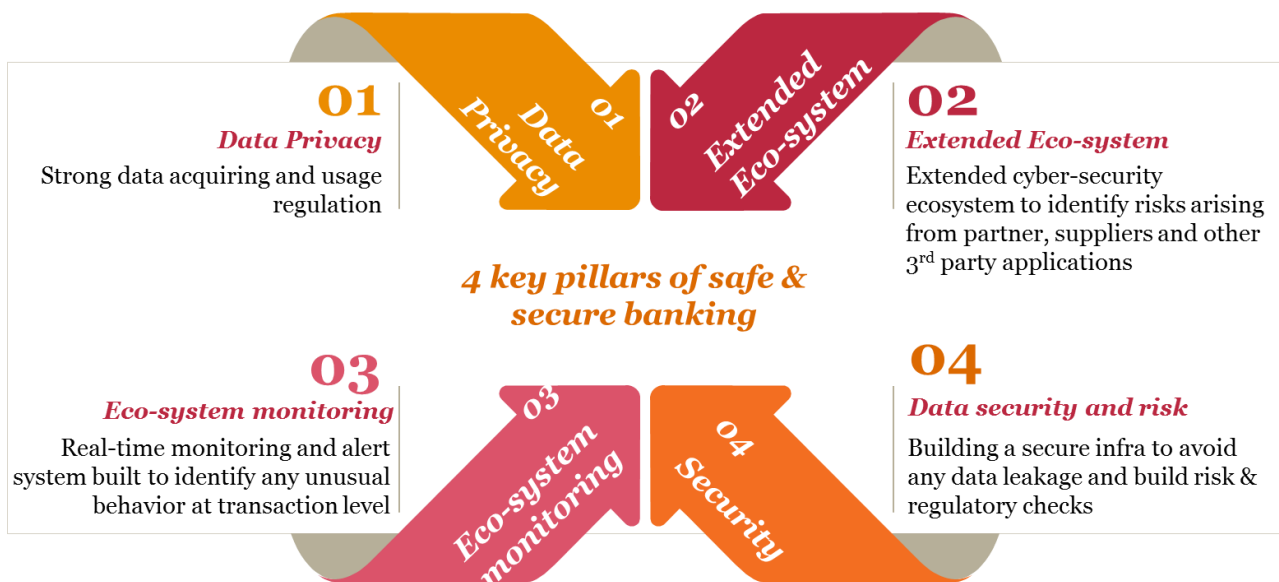 01
Data Privacy
Strong data acquiring and usage
regulation
01
Data
Privacy
02
Extended
Eco-system
02
Extended Eco-system
Extended cyber-security
ecosystem to identify risks arising
from partner, suppliers and other
3rd party applications
4 key pillars of safe &
secure banking
03
Eco-system monitoring
Real-time monitoring and alert
system built to identify any unusual
behavior at transaction level
03
Eco-system
monitoring
04
Security
04
Data security and risk
Building a secure infra to avoid
any data leakage and build risk &
regulatory checks